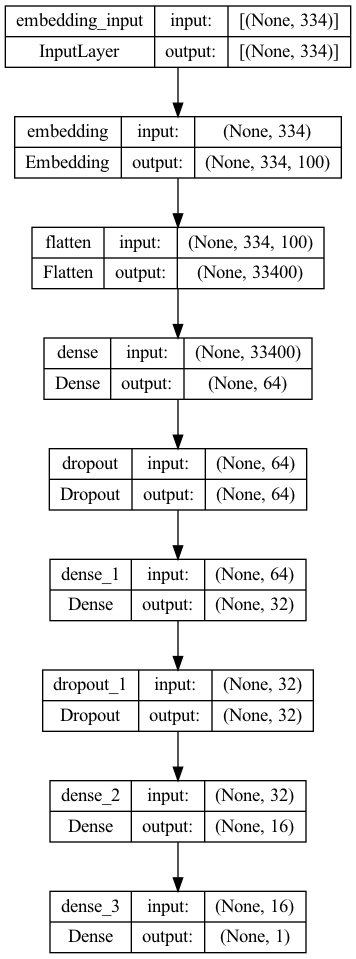 embedding_input input: [(None, 334)]
InputLayer output: [(None, 334)]
embedding input: (None, 334)
Embedding output: (None, 334, 100)
flatten input: (None, 334, 100)
Flatten output: (None, 33400)
dense input: (None, 33400)
Dense output: (None, 64)
dropout input: (None, 64)
Dropout output: (None, 64)
dense_1 input: (None, 64)
Dense output: (None, 32)
dropout_1 input: (None, 32)
Dropout output: (None, 32)
dense_2 input: (None, 32)
Dense output: (None, 16)
dense_3 input: (None, 16)
Dense output: (None, 1)